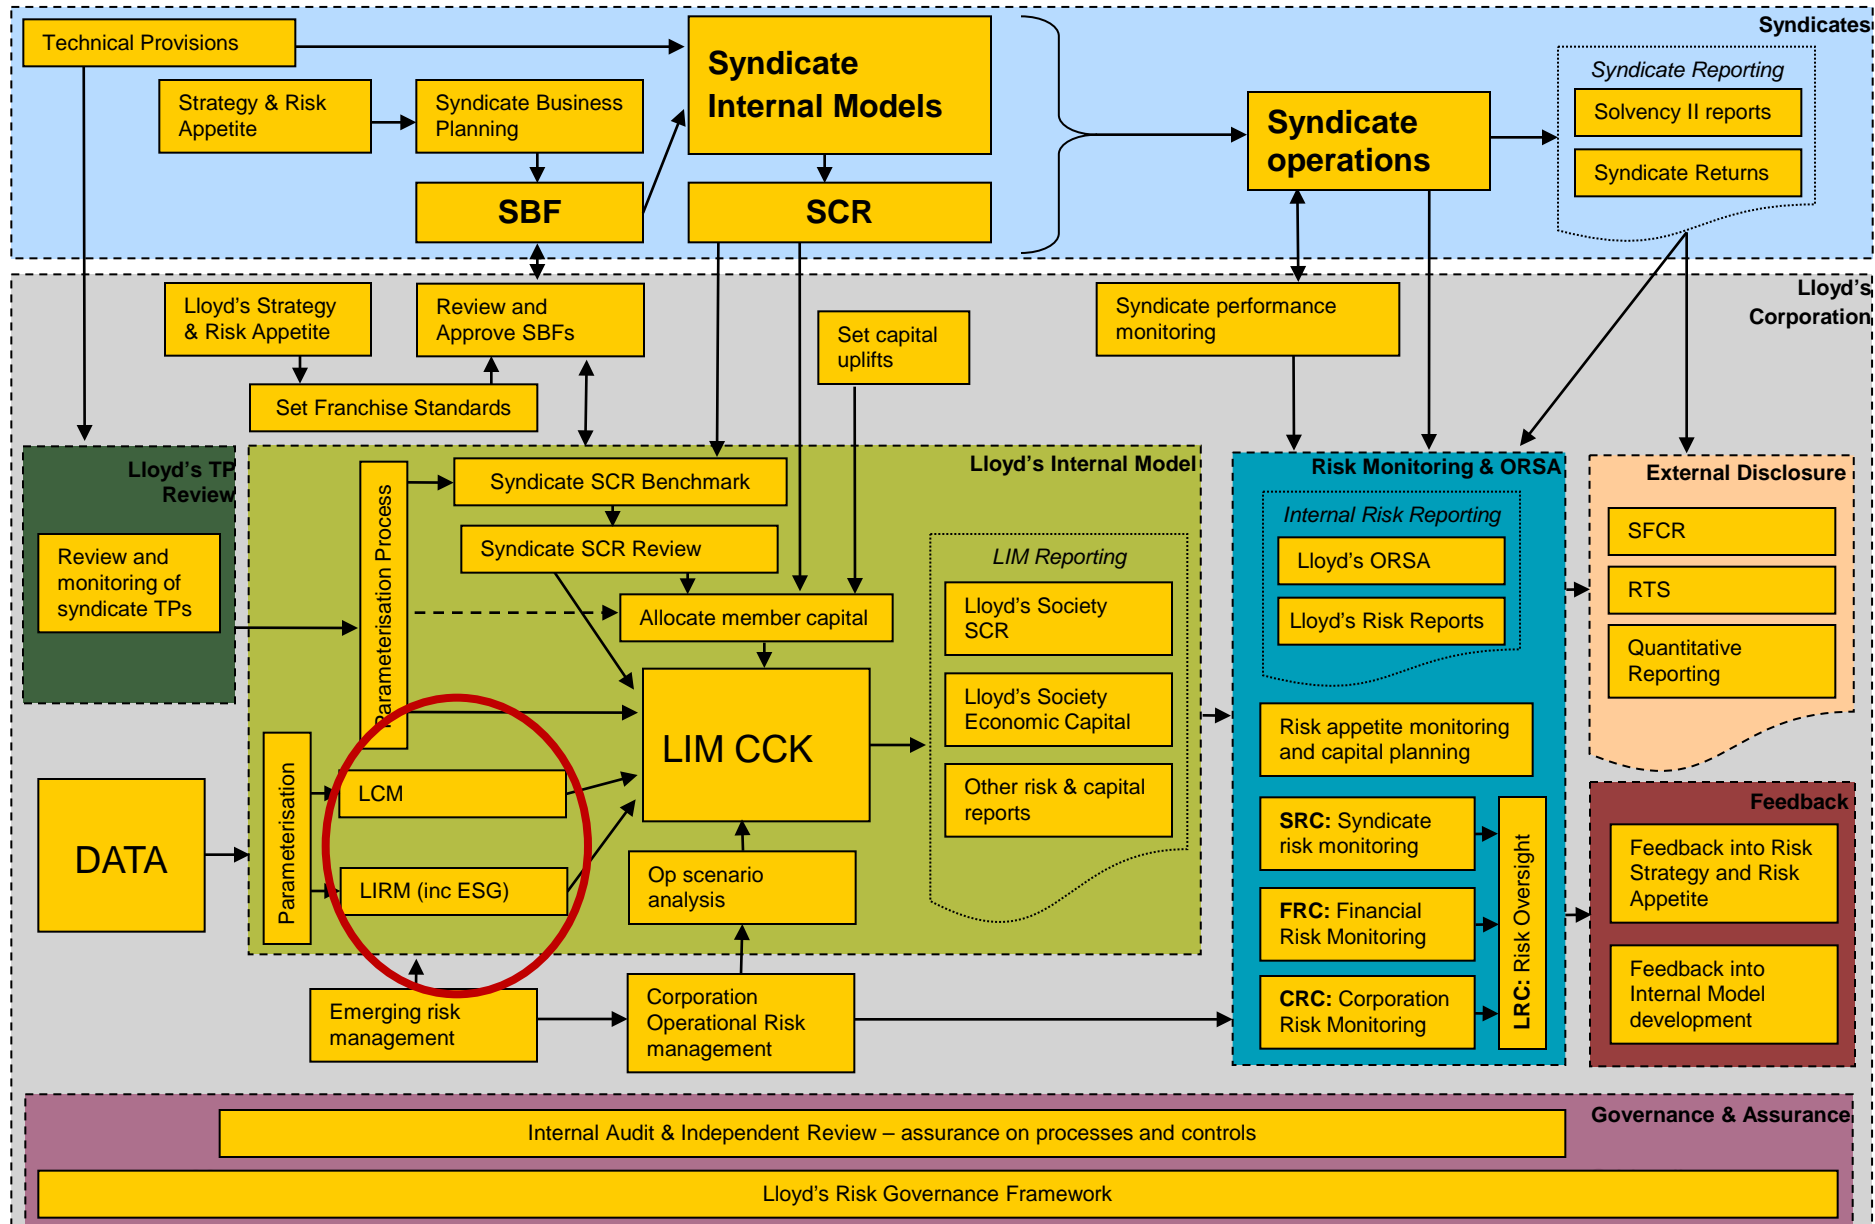 Syndicates
Technical Provisions
Strategy & Risk
Appetite
Syndicate Business
Planning
SBF
Syndicate
Internal Models
SCR
Syndicate
operations
Syndicate Reporting
Solvency II reports
Syndicate Returns
Lloyd's
Corporation
Lloyd's Strategy
& Risk Appetite
Review and
Approve SBFs
Set Franchise Standards
Set capital
uplifts
Syndicate performance
monitoring
Lloyd's TP
Review
Review and
monitoring of
syndicate TPs
DATA
Lloyd's Internal Model
Parameterisation Process
Syndicate SCR Benchmark
Syndicate SCR Review
Allocate member capital
LIM CCK
Parameterisation
LCM
LIRM (inc ESG)
Op scenario
analysis
LIM Reporting
Lloyd's Society
SCR
Lloyd's Society
Economic Capital
Other risk & capital
reports
Emerging risk
management
Corporation
Operational Risk
management
Risk Monitoring & ORSA
Internal Risk Reporting
Lloyd's ORSA
Lloyd's Risk Reports
Risk appetite monitoring
and capital planning
SRC: Syndicate
risk monitoring
FRC: Financial
Risk Monitoring
CRC: Corporation
Risk Monitoring
LRC: Risk Oversight
External Disclosure
SFCR
RTS
Quantitative
Reporting
Feedback
Feedback into Risk
Strategy and Risk
Appetite
Feedback into
Internal Model
development
Governance & Assurance
Internal Audit & Independent Review – assurance on processes and controls
Lloyd's Risk Governance Framework